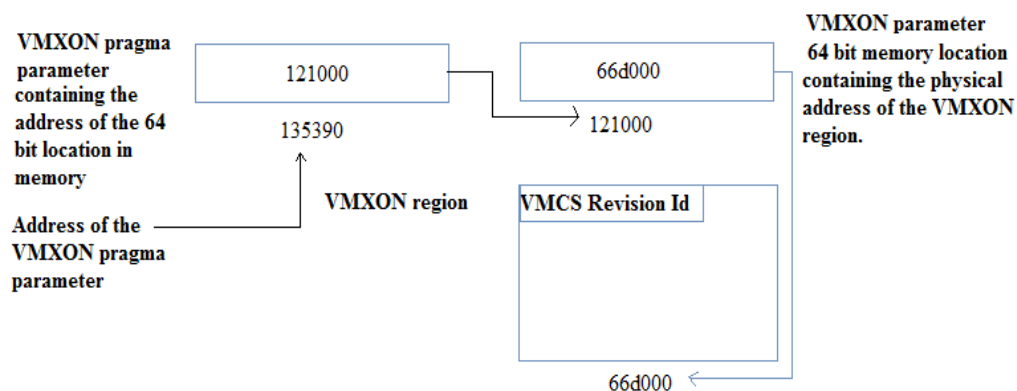 VMXON pragma
parameter
containing the
address of the 64
bit location in
memory
121000
135390
Address of the
VMXON pragma
parameter
66d000
121000
VMXON parameter
64 bit memory location
containing the physical
address of the VMXON
region.
VMXON region
VMCS Revision Id
66d000